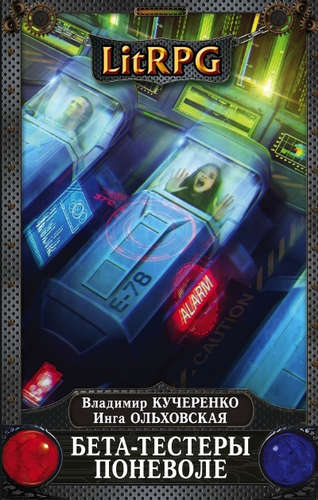 LitRPG
E-78
ALARM
CAUTION
Владимир КУЧЕРЕНКО
Инга ОЛЬХОВСКАЯ
БЕТА-ТЕСТЕРЫ
ПОНЕВОЛЕ